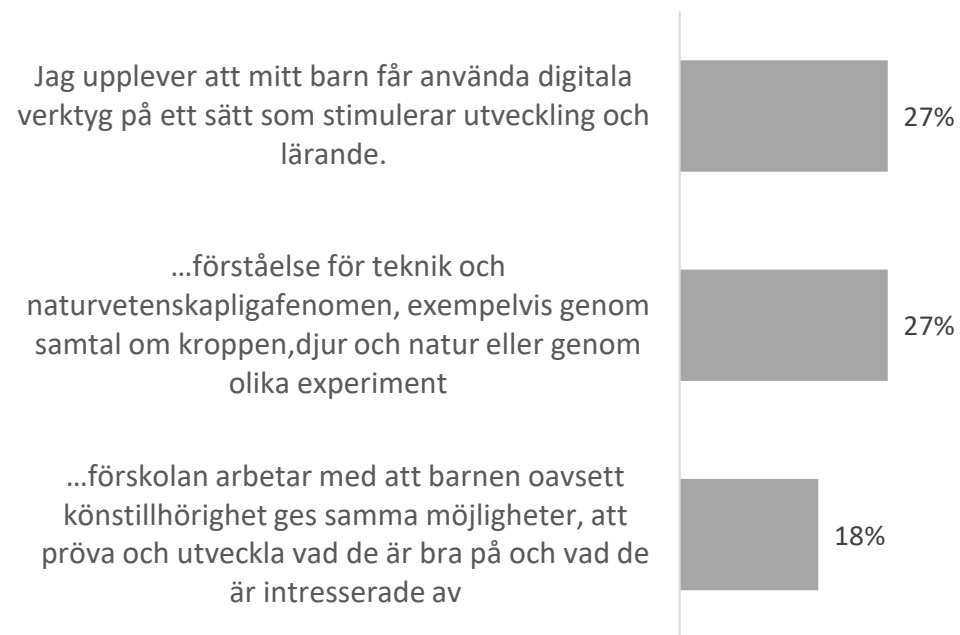 Jag upplever att mitt barn får använda digitala
verktyg på ett sätt som stimulerar utveckling och
lärande.
27%
...förståelse för teknik och
naturvetenskapligafenomen, exempelvis genom
samtal om kroppen,djur och natur eller genom
olika experiment
27%
...förskolan arbetar med att barnen oavsett
könstillhörighet ges samma möjligheter, att
pröva och utveckla vad de är bra på och vad de
är intresserade av
18%